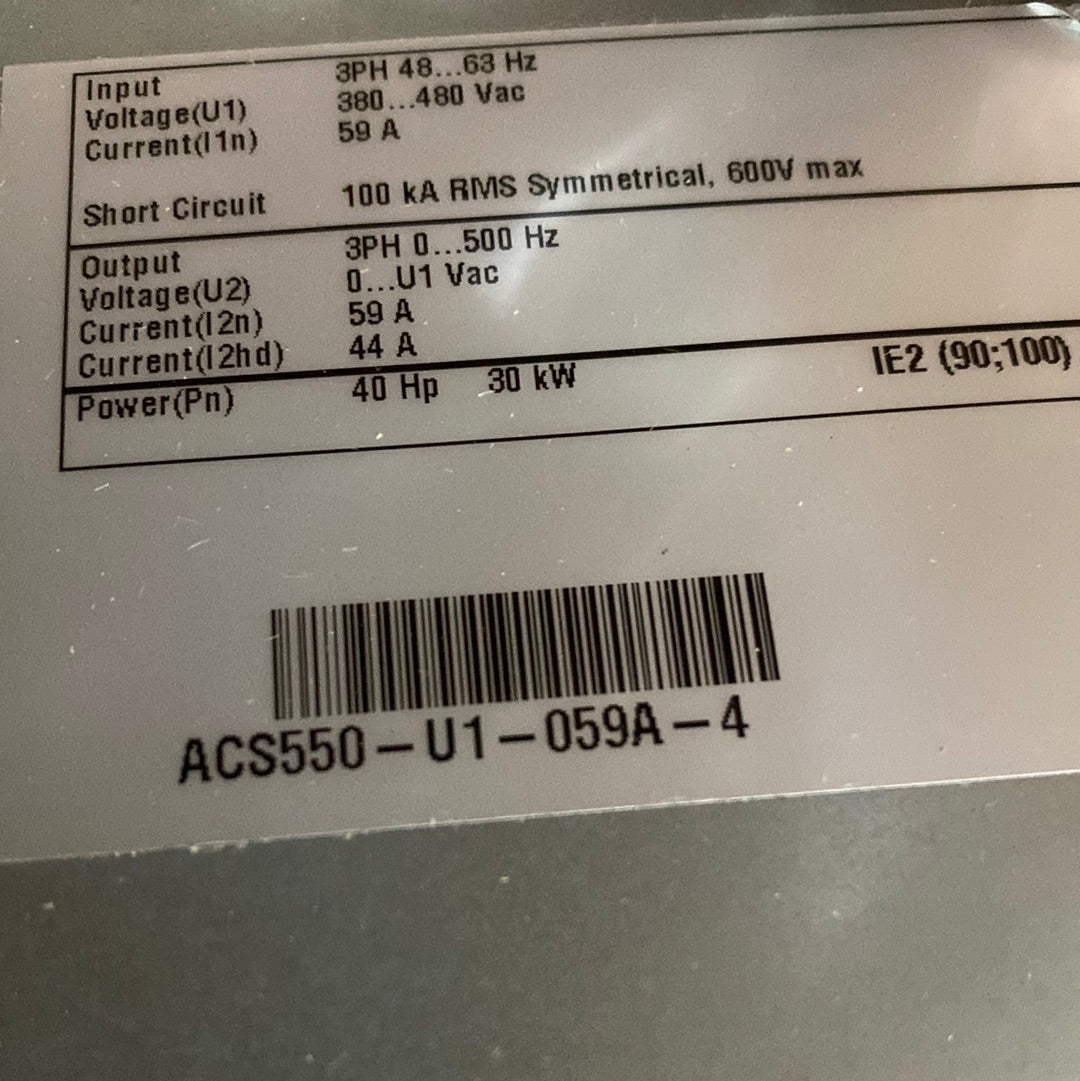 Input 3PH 48...63 Hz
Voltage(U1) 380...480 Vac
Current(I1n) 59 A
Short Circuit 100 kA RMS Symmetrical, 600V max
Output 3PH 0...500 Hz
Voltage(U2) 0...U1 Vac
Current(I2n) 59 A
Current(I2hd) 44 A
Power(Pn) 40 Hp 30 kW IE2 (90;100)
ACS550-U1-059A-4